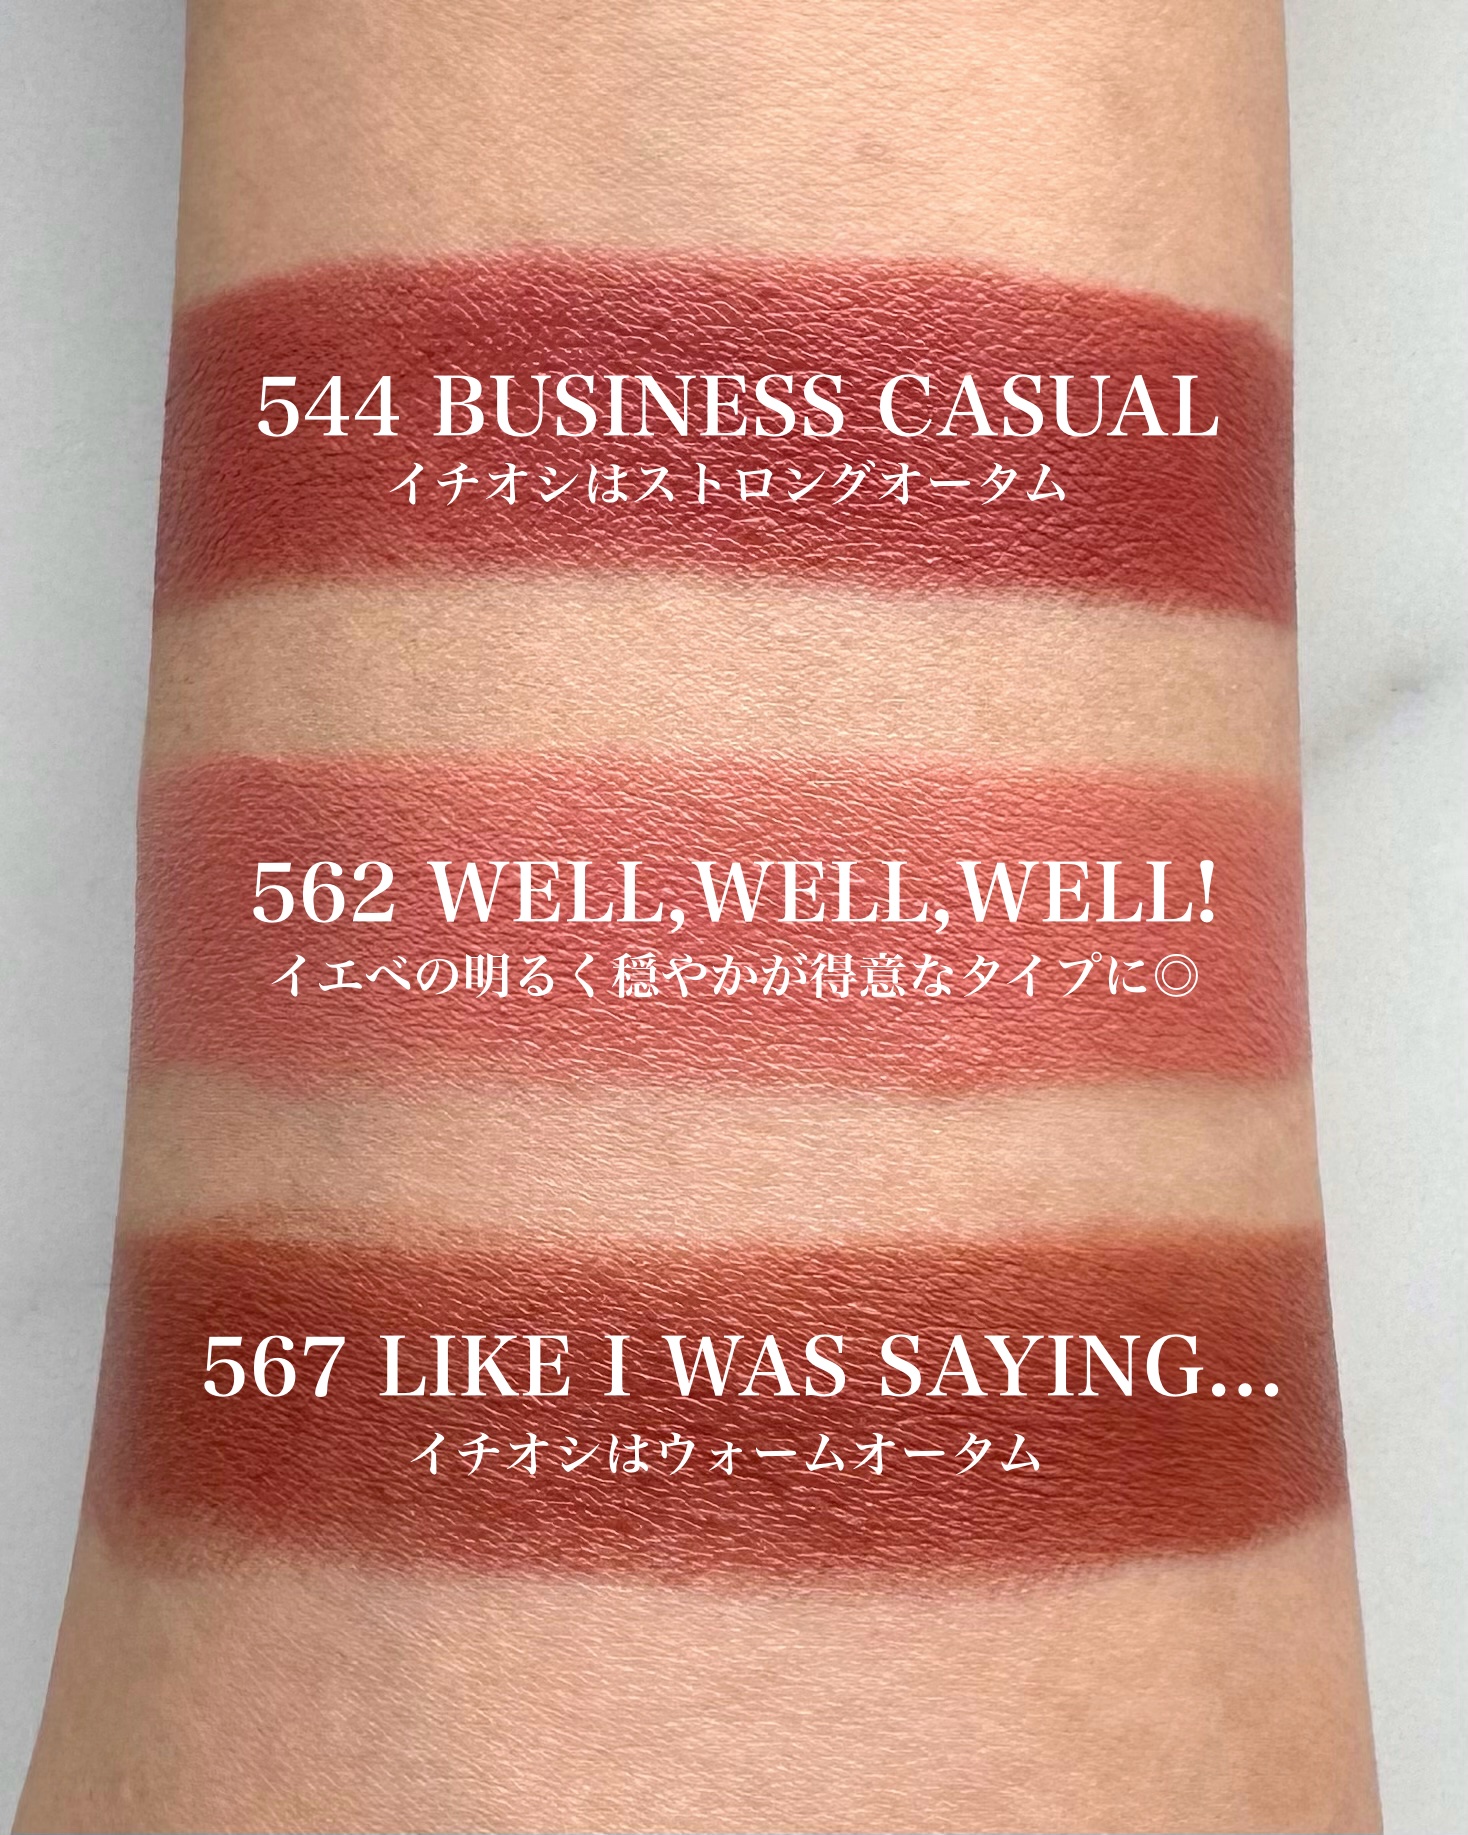 544 BUSINESS CASUAL
イチオシはストロングオータム
562 WELL,WELL,WELL!
イエベの明るく穏やかが得意なタイプに◎
567 LIKE I WAS SAYING...
イチオシはウォームオータム